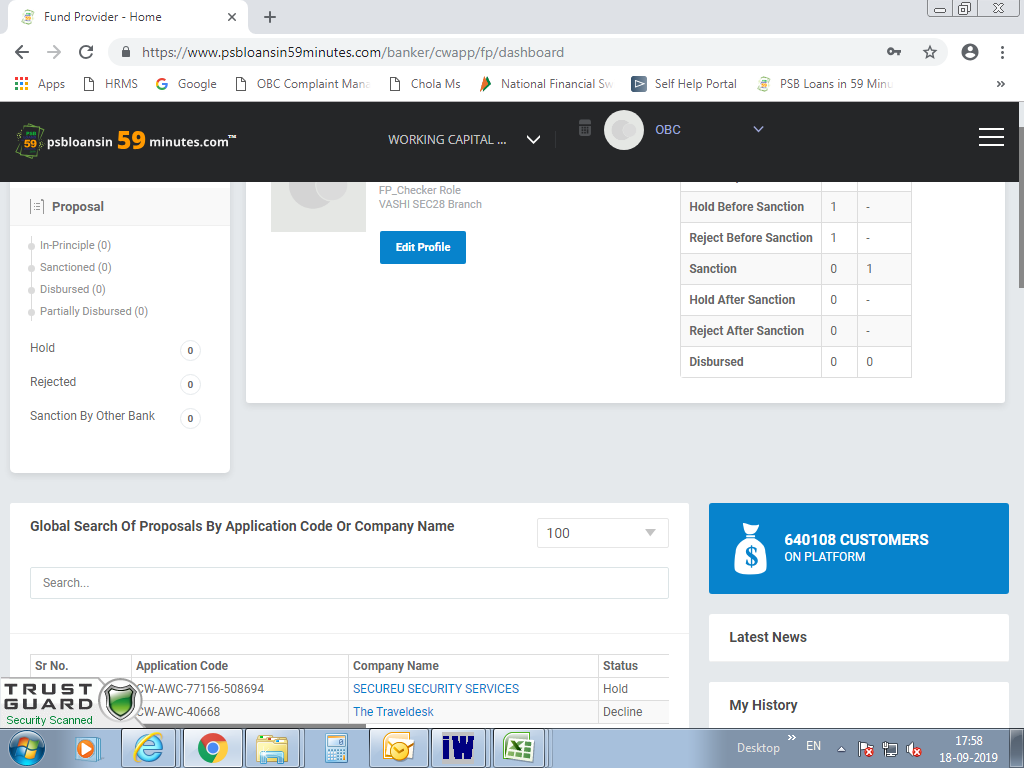 Fund Provider - Home
https://www.psbloansin59minutes.com/banker/cwapp/fp/dashboard
Apps HRMS Google OBC Complaint Mana Chola Ms National Financial Sw Self Help Portal PSB Loans in 59 Minu »
PSB 59 psbloansin 59 minutes.com™ WORKING CAPITAL ... OBC
Proposal
In-Principle (0)
Sanctioned (0)
Disbursed (0)
Partially Disbursed (0)
Hold 0
Rejected 0
Sanction By Other Bank 0
FP_Checker Role
VASHI SEC28 Branch
Edit Profile
Hold Before Sanction 1 -
Reject Before Sanction 1 -
Sanction 0 1
Hold After Sanction 0 -
Reject After Sanction 0 -
Disbursed 0 0
Global Search Of Proposals By Application Code Or Company Name 100
Search...
Sr No. Application Code Company Name Status
CW-AWC-77156-508694 SECUREU SECURITY SERVICES Hold
CW-AWC-40668 The Traveldesk Decline
640108 CUSTOMERS
ON PLATFORM
Latest News
My History
TRUST
GUARD
Security Scanned
iW
Desktop » EN 17:58
18-09-2019